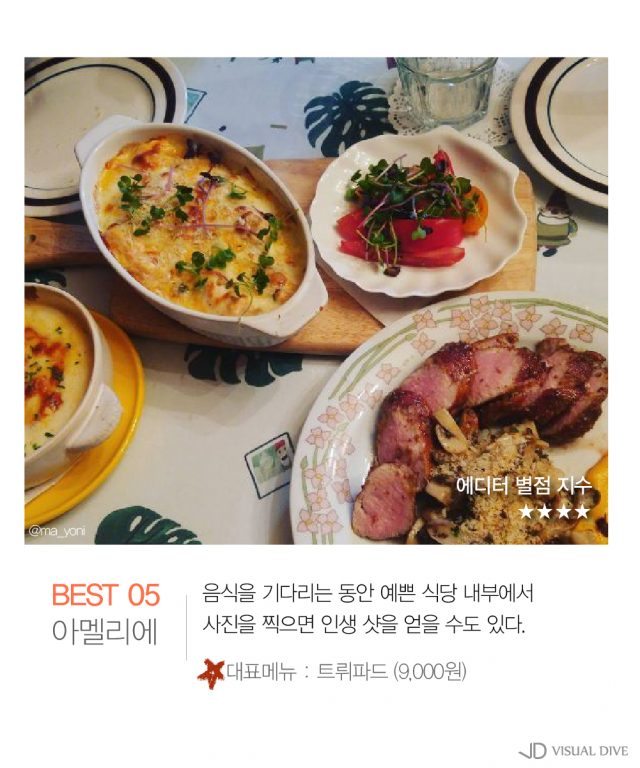 에디터 별점 지수
★★★★
@ma_yoni
BEST 05
아멜리에
음식을 기다리는 동안 예쁜 식당 내부에서
사진을 찍으면 인생 샷을 얻을 수도 있다.
대표메뉴 : 트뤼파드 (9,000원)
VISUAL DIVE